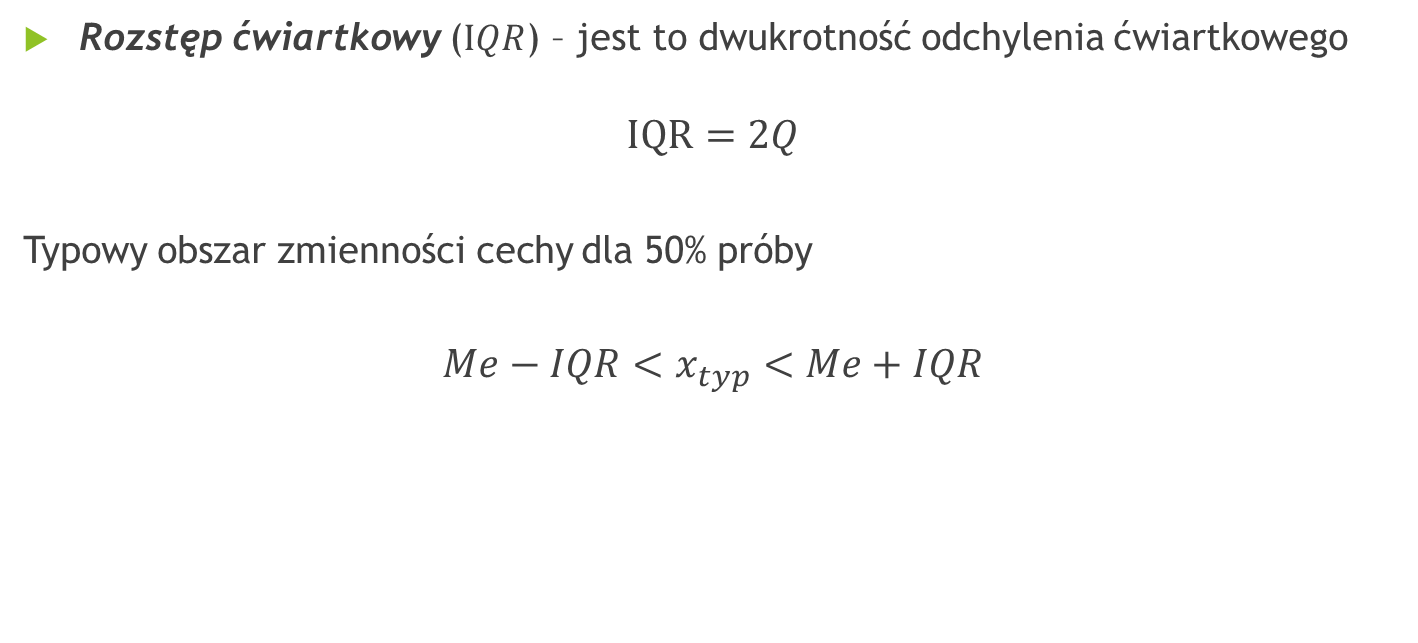 Rozstęp ćwiartkowy (IQR) – jest to dwukrotność odchylenia ćwiartkowego
IQR = 2Q
Typowy obszar zmienności cechy dla 50% próby
Me − IQR < x_typ < Me + IQR